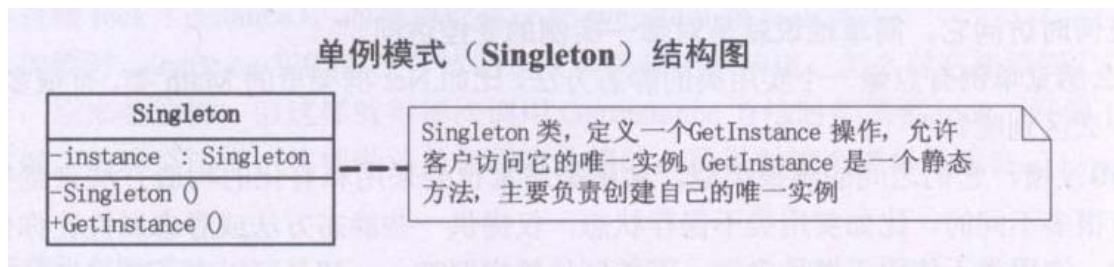 单例模式（Singleton）结构图
Singleton
-instance : Singleton
-Singleton()
-GetInstance()
Singleton 类，定义一个GetInstance 操作，允许
客户访问它的唯一实例。GetInstance 是一个静态
方法，主要负责创建自己的唯一实例